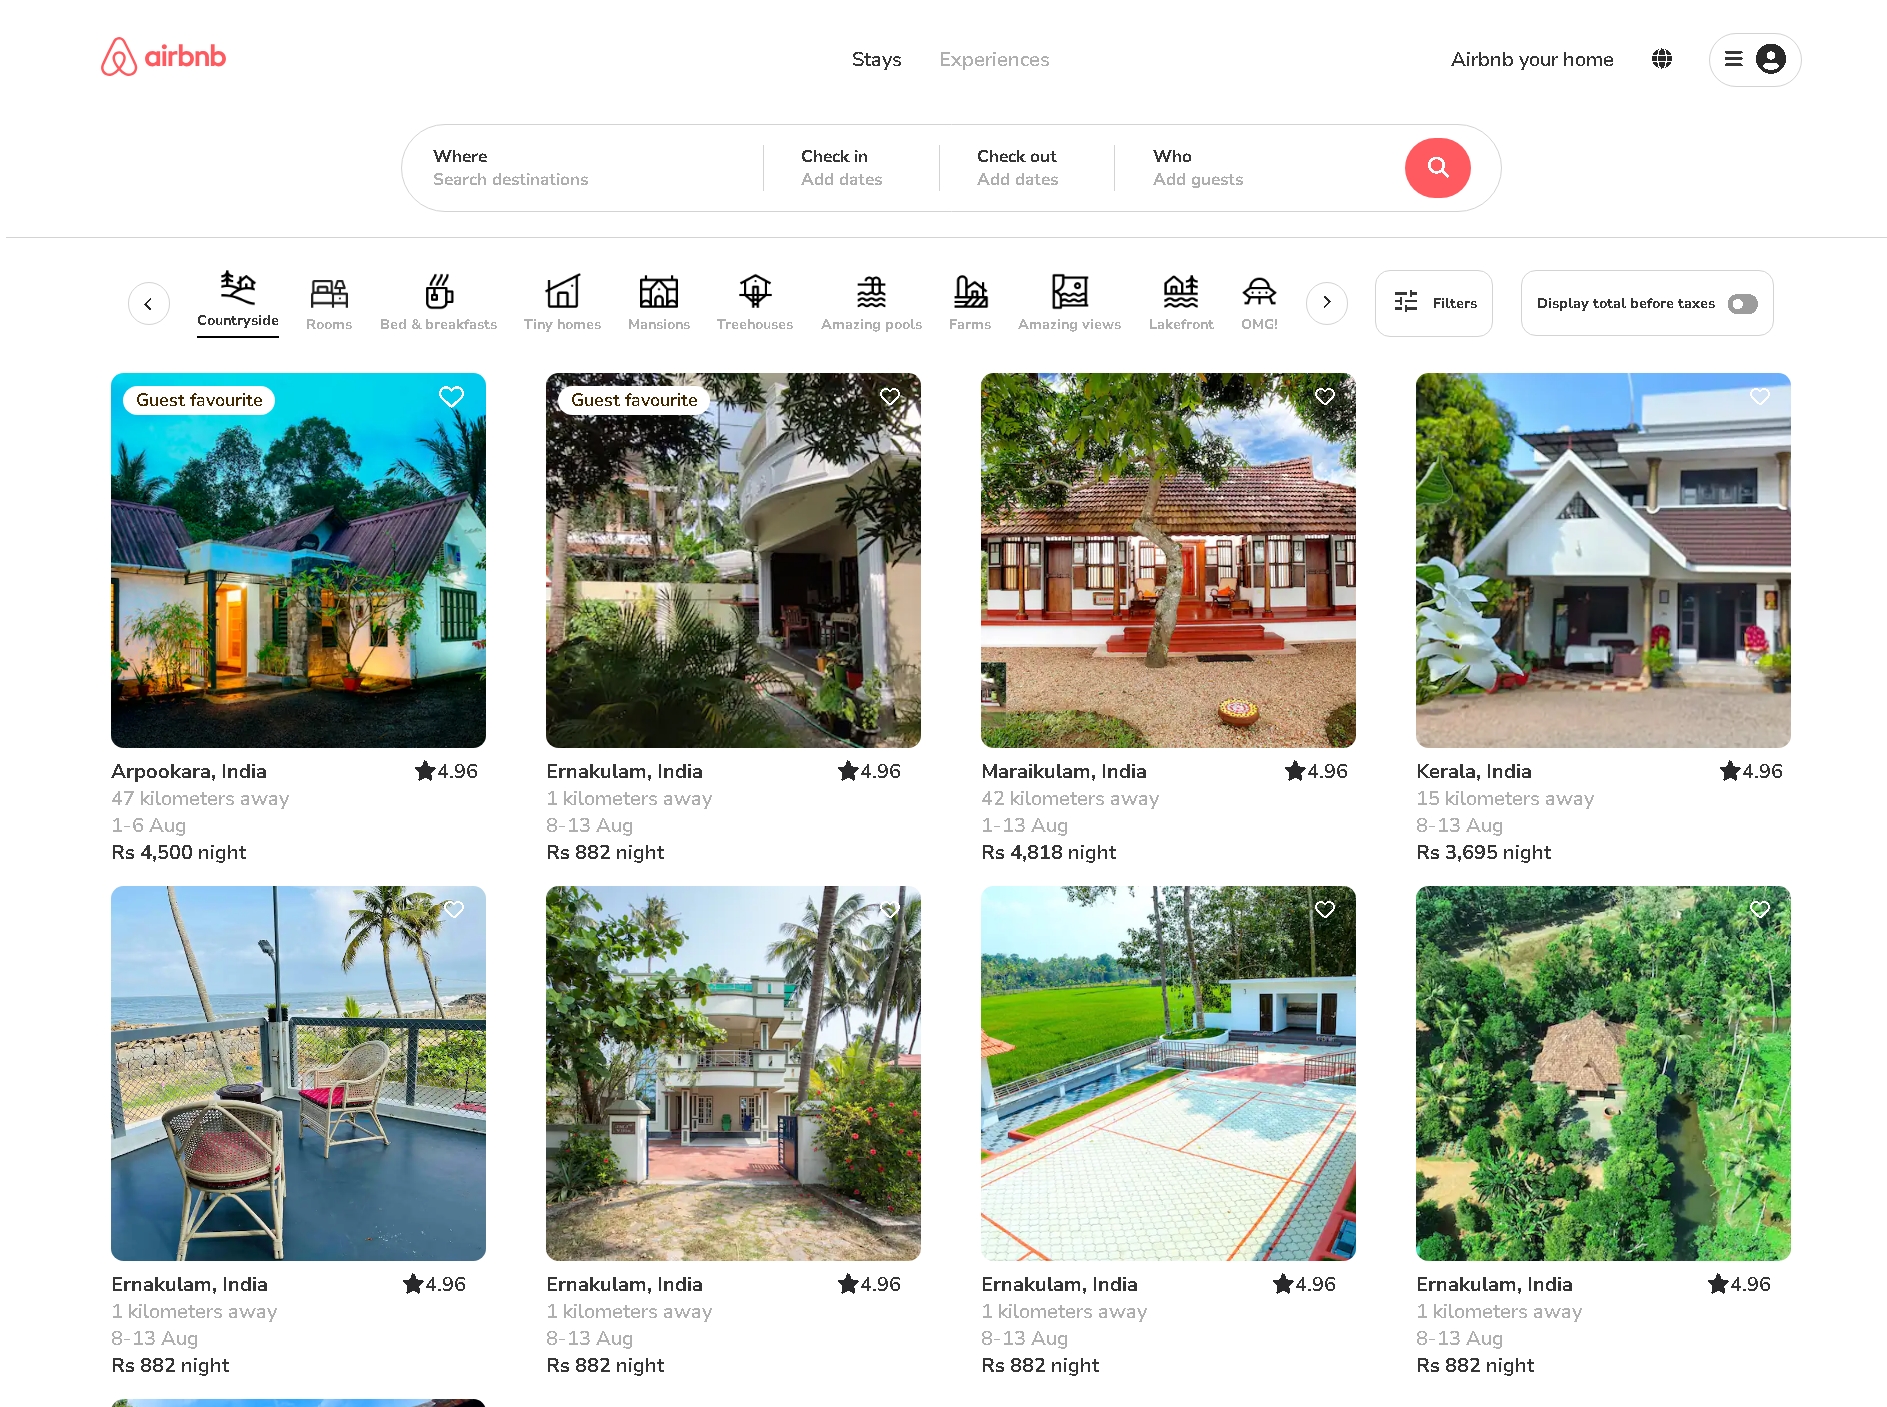 airbnb
Stays Experiences
Airbnb your home
Where
Search destinations
Check in
Add dates
Check out
Add dates
Who
Add guests
Countryside
Rooms
Bed & breakfasts
Tiny homes
Mansions
Treehouses
Amazing pools
Farms
Amazing views
Lakefront
OMG!
Filters
Display total before taxes
Guest favourite
Arpookara, India 4.96
47 kilometers away
1-6 Aug
Rs 4,500 night
Guest favourite
Ernakulam, India 4.96
1 kilometers away
8-13 Aug
Rs 882 night
Maraikulam, India 4.96
42 kilometers away
1-13 Aug
Rs 4,818 night
Kerala, India 4.96
15 kilometers away
8-13 Aug
Rs 3,695 night
Ernakulam, India 4.96
1 kilometers away
8-13 Aug
Rs 882 night
Ernakulam, India 4.96
1 kilometers away
8-13 Aug
Rs 882 night
Ernakulam, India 4.96
1 kilometers away
8-13 Aug
Rs 882 night
Ernakulam, India 4.96
1 kilometers away
8-13 Aug
Rs 882 night